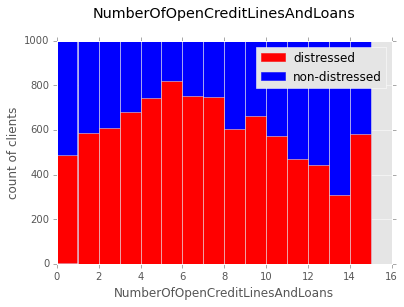 NumberOfOpenCreditLinesAndLoans
1000
800
600
400
200
0
count of clients
distressed
non-distressed
0 2 4 6 8 10 12 14 16
NumberOfOpenCreditLinesAndLoans